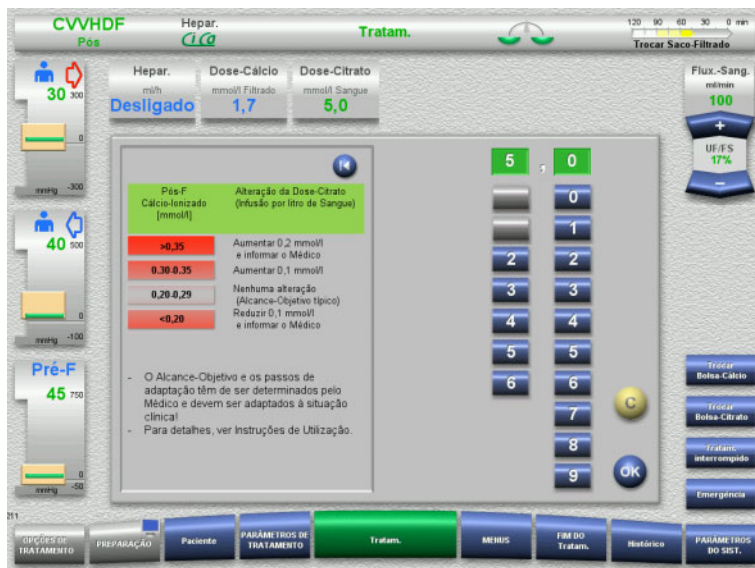 CVVHDF
Pós
Hepar.
CiCa
Tratam.
120 90 60 30 0 min
Trocar Saco-Filtrado
30 300
0
mmHg -300
Hepar.
ml/h
Desligado
Dose-Cálcio
mmol/l Filtrado
1,7
Dose-Citrato
mmol/l Sangue
5,0
Flux.-Sang.
ml/min
100
+
UF/FS
17%
−
40 500
0
mmHg -100
Pré-F
45 750
0
mmHg -50
Pós-F
Cálcio-Ionizado
[mmol/l]
Alteração da Dose-Citrato
(Infusão por litro de Sangue)
>0,35
Aumentar 0,2 mmol/l
e informar o Médico
0.30-0.35
Aumentar 0,1 mmol/l
0,20-0,29
Nenhuma alteração
(Alcance-Objetivo típico)
<0,20
Reduzir 0,1 mmol/l
e informar o Médico
- O Alcance-Objetivo e os passos de
adaptação têm de ser determinados pelo
Médico e devem ser adaptados à situação
clínica!
- Para detalhes, ver Instruções de Utilização.
5 , 0
0
1
2 2
3 3
4 4
5 5
6 6
7
8
9
C
OK
Trocar
Bolsa-Cálcio
Trocar
Bolsa-Citrato
Tratam.
interrompido
Emergência
211
OPÇÕES DE
TRATAMENTO
PREPARAÇÃO
Paciente
PARÂMETROS DE
TRATAMENTO
Tratam.
MENUS
FIM DO
Tratam.
Histórico
PARÂMETROS
DO SIST.